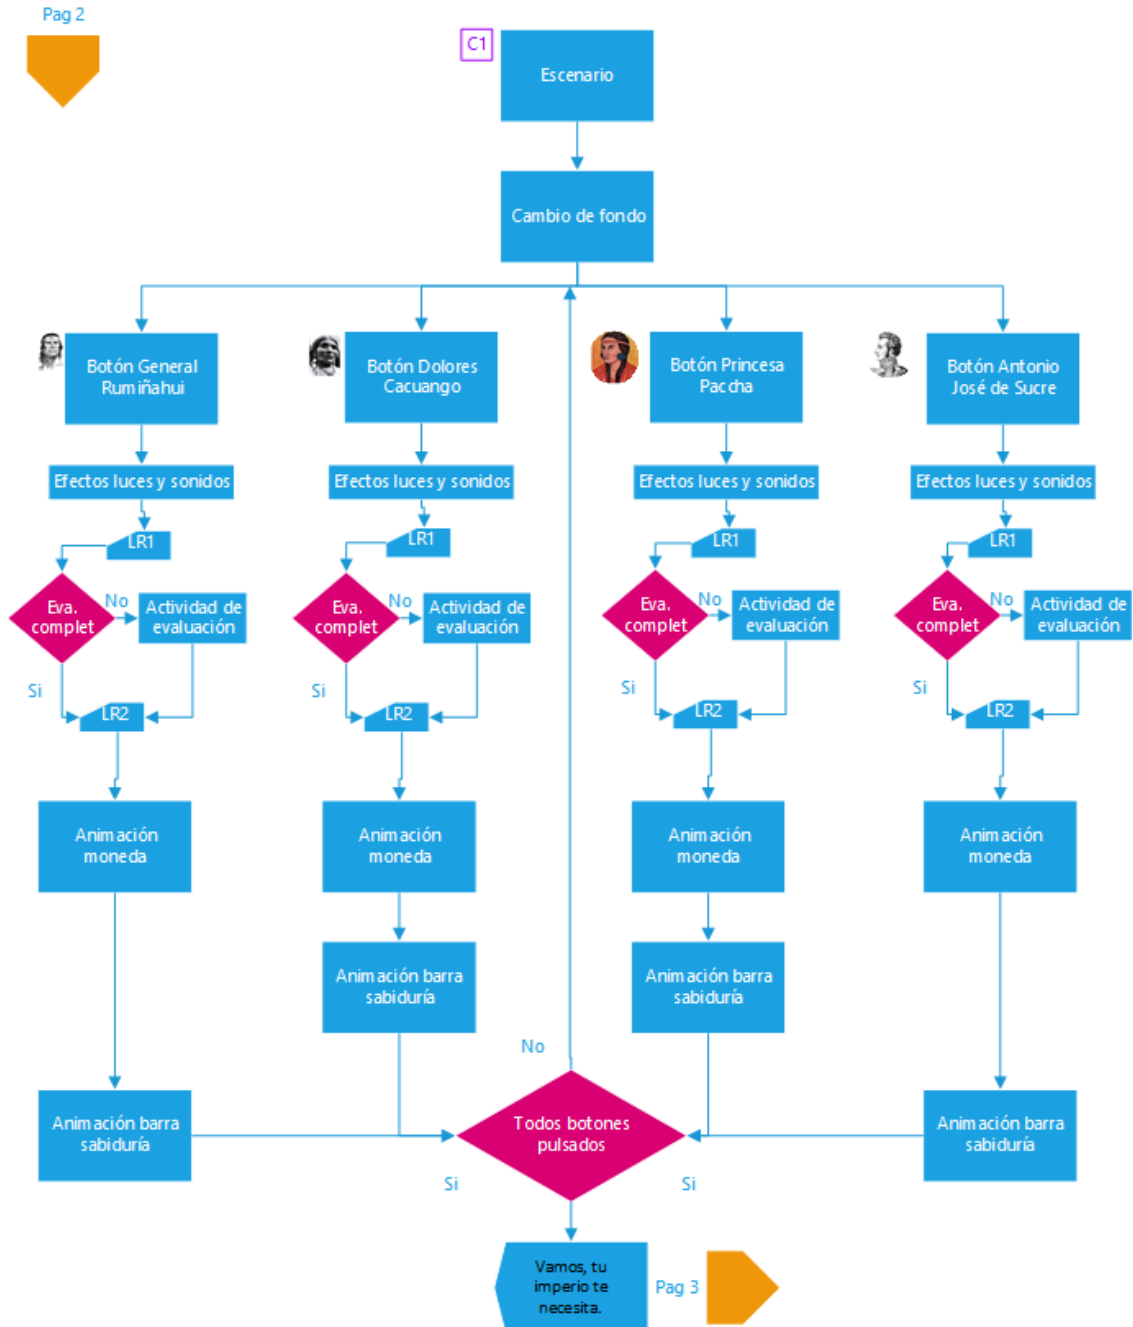 Pag 2
C1
Escenario
Cambio de fondo
Botón General
Rumiñahui
Botón Dolores
Cacuango
Botón Princesa
Paccha
Botón Antonio
José de Sucre
Efectos luces y sonidos
Efectos luces y sonidos
Efectos luces y sonidos
Efectos luces y sonidos
LR1
LR1
LR1
LR1
Eva.
complet
No
Actividad de
evaluación
Eva.
complet
No
Actividad de
evaluación
Eva.
complet
No
Actividad de
evaluación
Eva.
complet
No
Actividad de
evaluación
Si
Si
Si
Si
LR2
LR2
LR2
LR2
Animación
moneda
Animación
moneda
Animación
moneda
Animación
moneda
Animación barra
sabiduría
Animación barra
sabiduría
No
Animación barra
sabiduría
Todos botones
pulsados
Animación barra
sabiduría
Si
Si
Vamos, tu
imperio te
necesita.
Pag 3